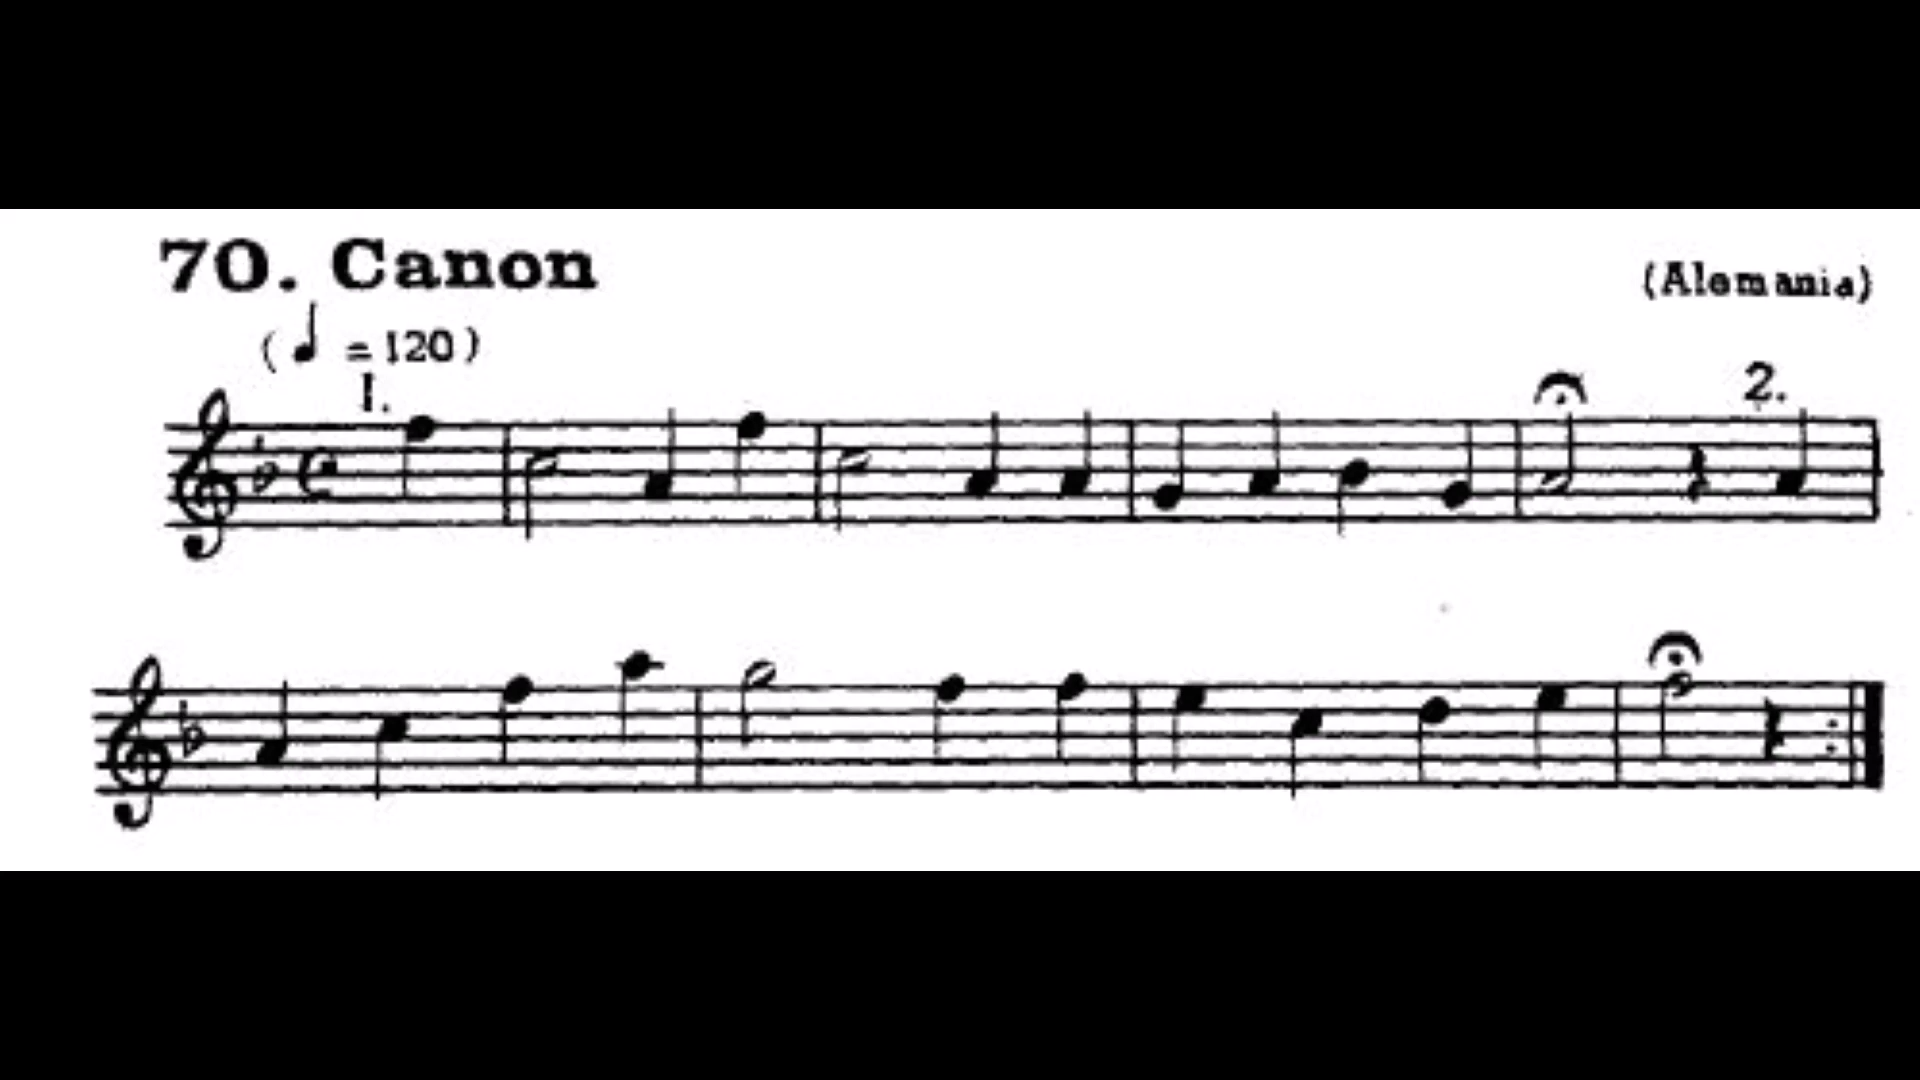 70. Canon
(Alemania)
( ♩ = 120 )
1.
2.